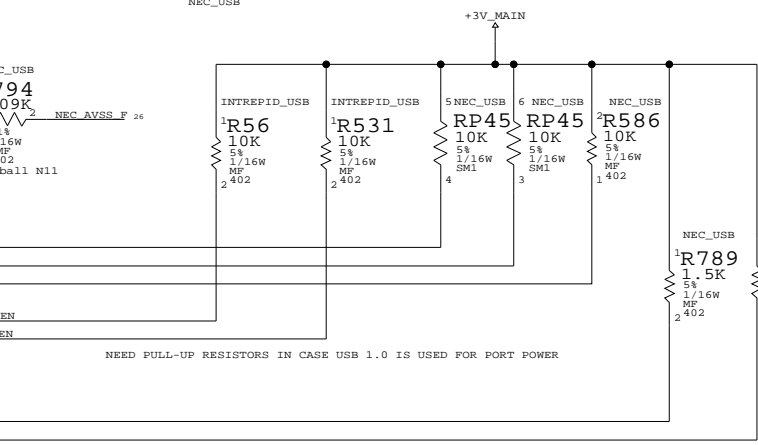 NEC_USB
+3V_MAIN
C_USB
794
09K
2
NEC_AVSS_F 26
1%
16W
MF
02
ball N11
INTREPID_USB
1
R56
10K
5%
1/16W
MF
402
2
INTREPID_USB
1
R531
10K
5%
1/16W
MF
402
2
5 NEC_USB
RP45
10K
5%
1/16W
SM1
4
6 NEC_USB
RP45
10K
5%
1/16W
SM1
3
NEC_USB
2
R586
10K
5%
1/16W
MF
402
1
NEC_USB
1
R789
1.5K
5%
1/16W
MF
402
2
EN
EN
NEED PULL-UP RESISTORS IN CASE USB 1.0 IS USED FOR PORT POWER